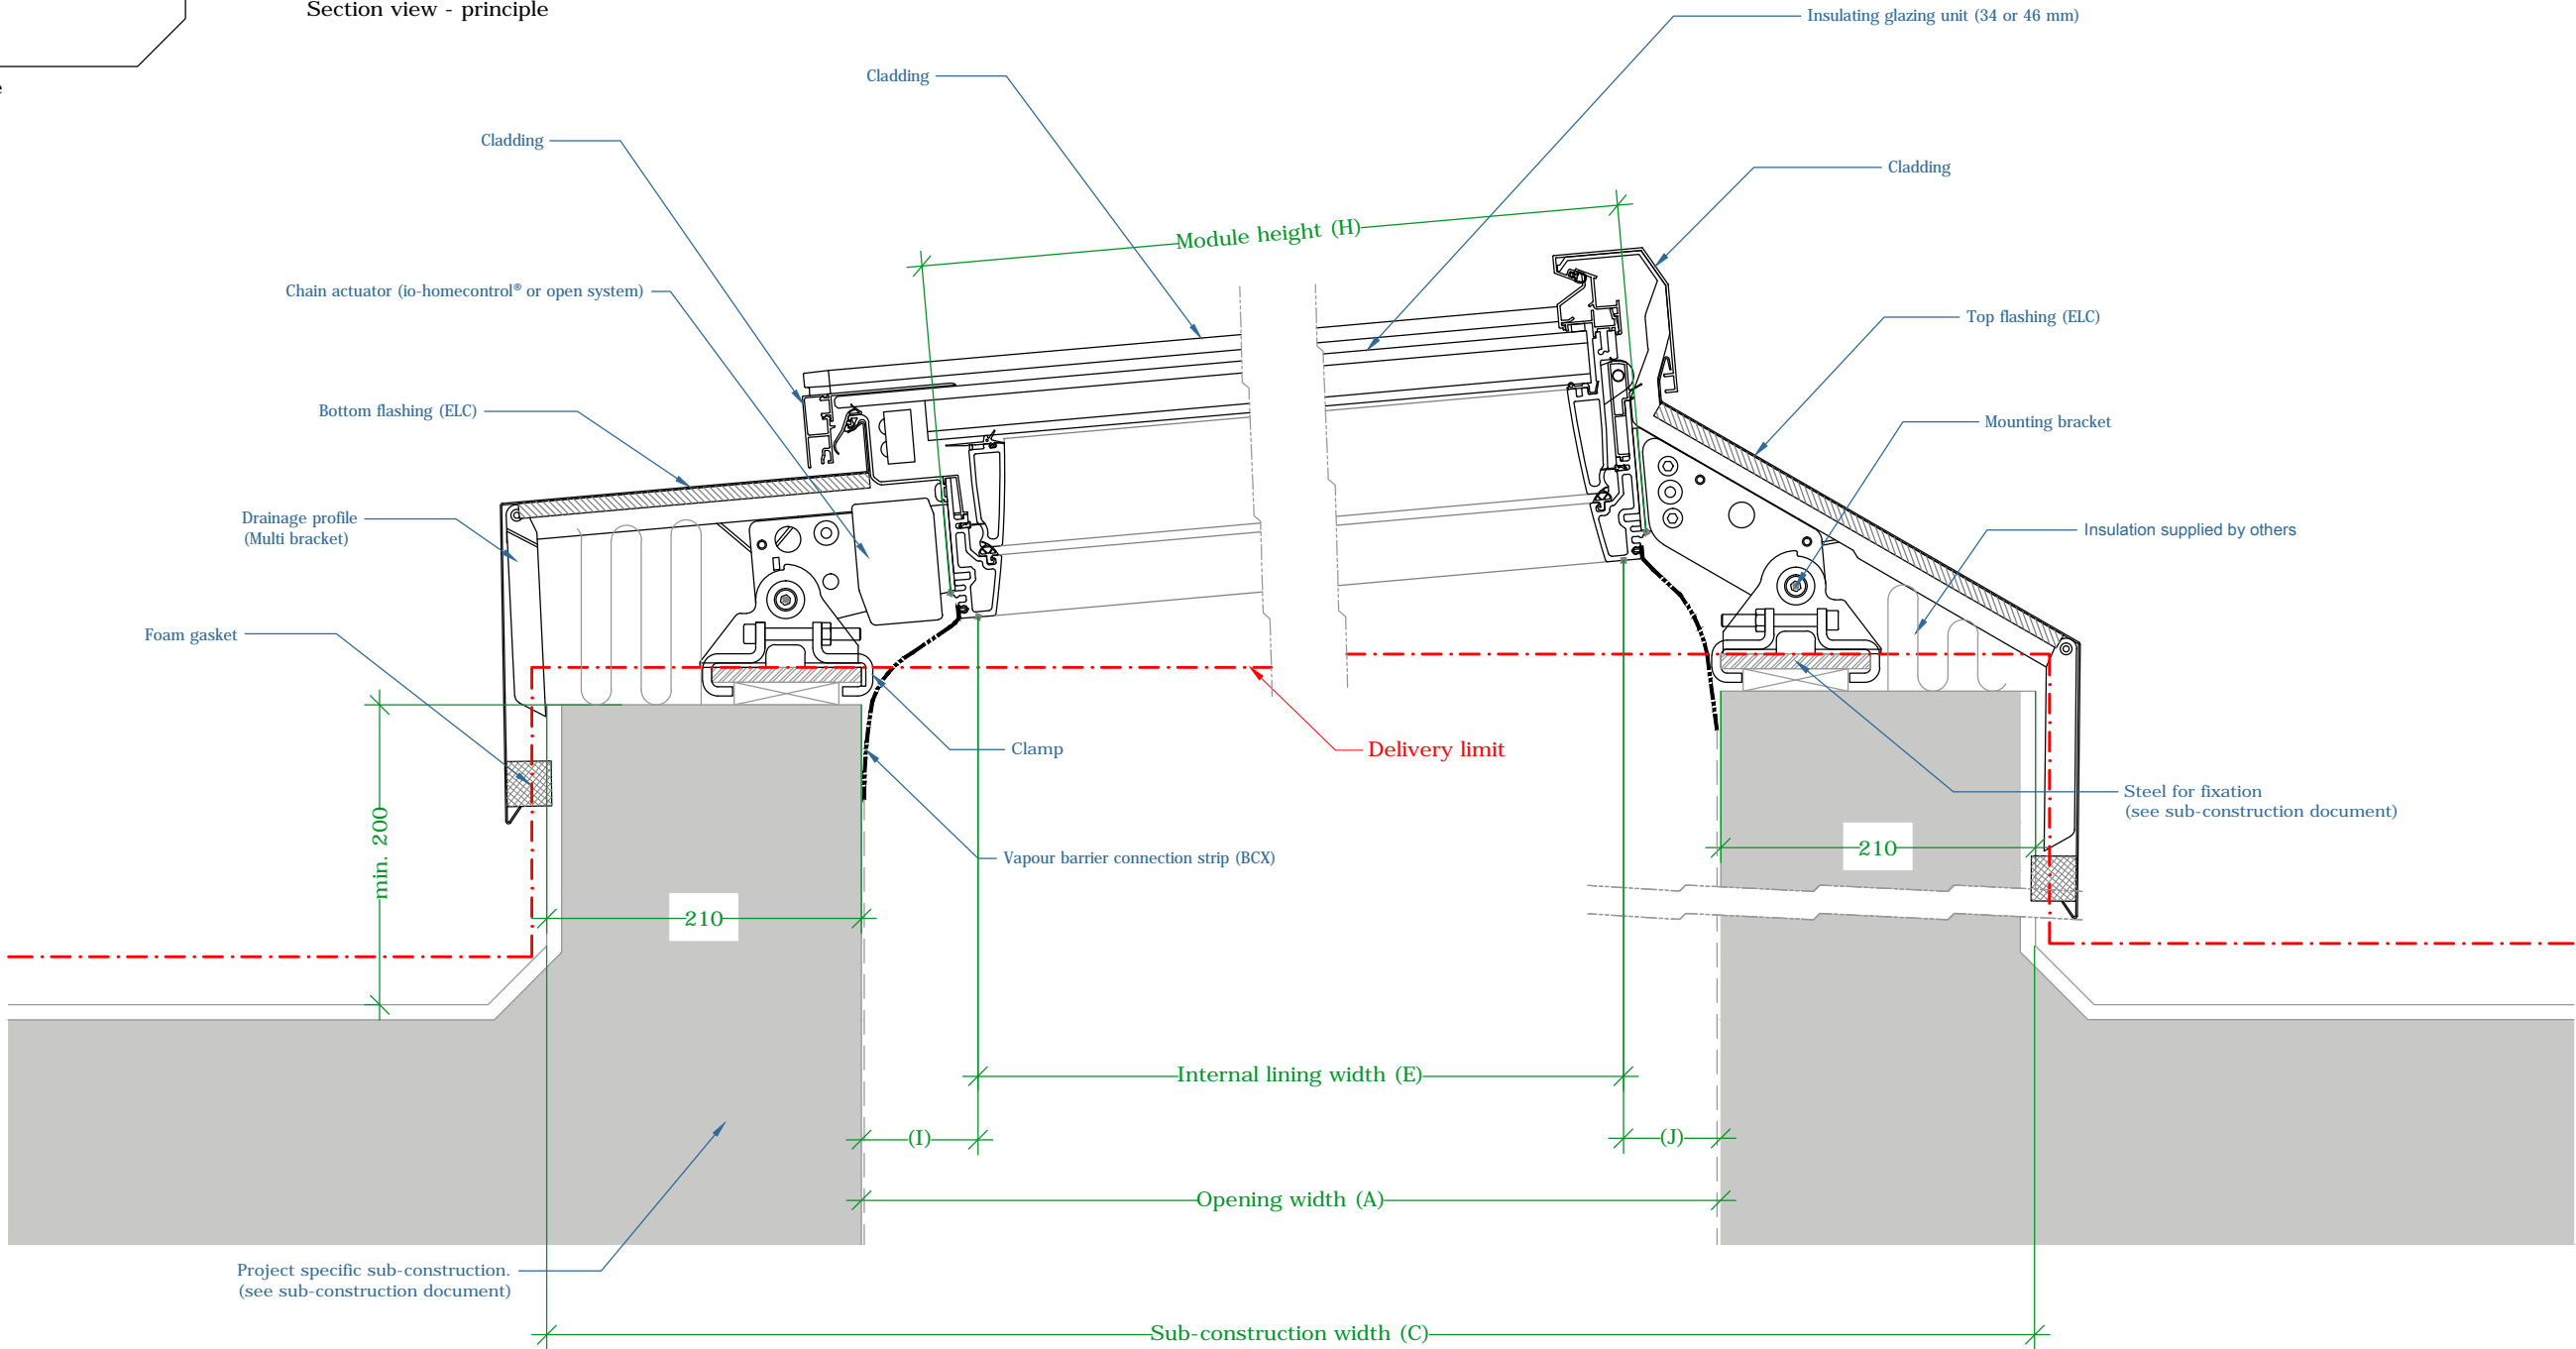 Section view - principle
e
Insulating glazing unit (34 or 46 mm)
Cladding
Cladding
Cladding
Module height (H)
Chain actuator (io-homecontrol® or open system)
Top flashing (ELC)
Bottom flashing (ELC)
Mounting bracket
Drainage profile
(Multi bracket)
Insulation supplied by others
Foam gasket
Clamp
Delivery limit
Steel for fixation
(see sub-construction document)
min. 200
210
Vapour barrier connection strip (BCX)
210
Internal lining width (E)
(I)
(J)
Opening width (A)
Project specific sub-construction.
(see sub-construction document)
Sub-construction width (C)